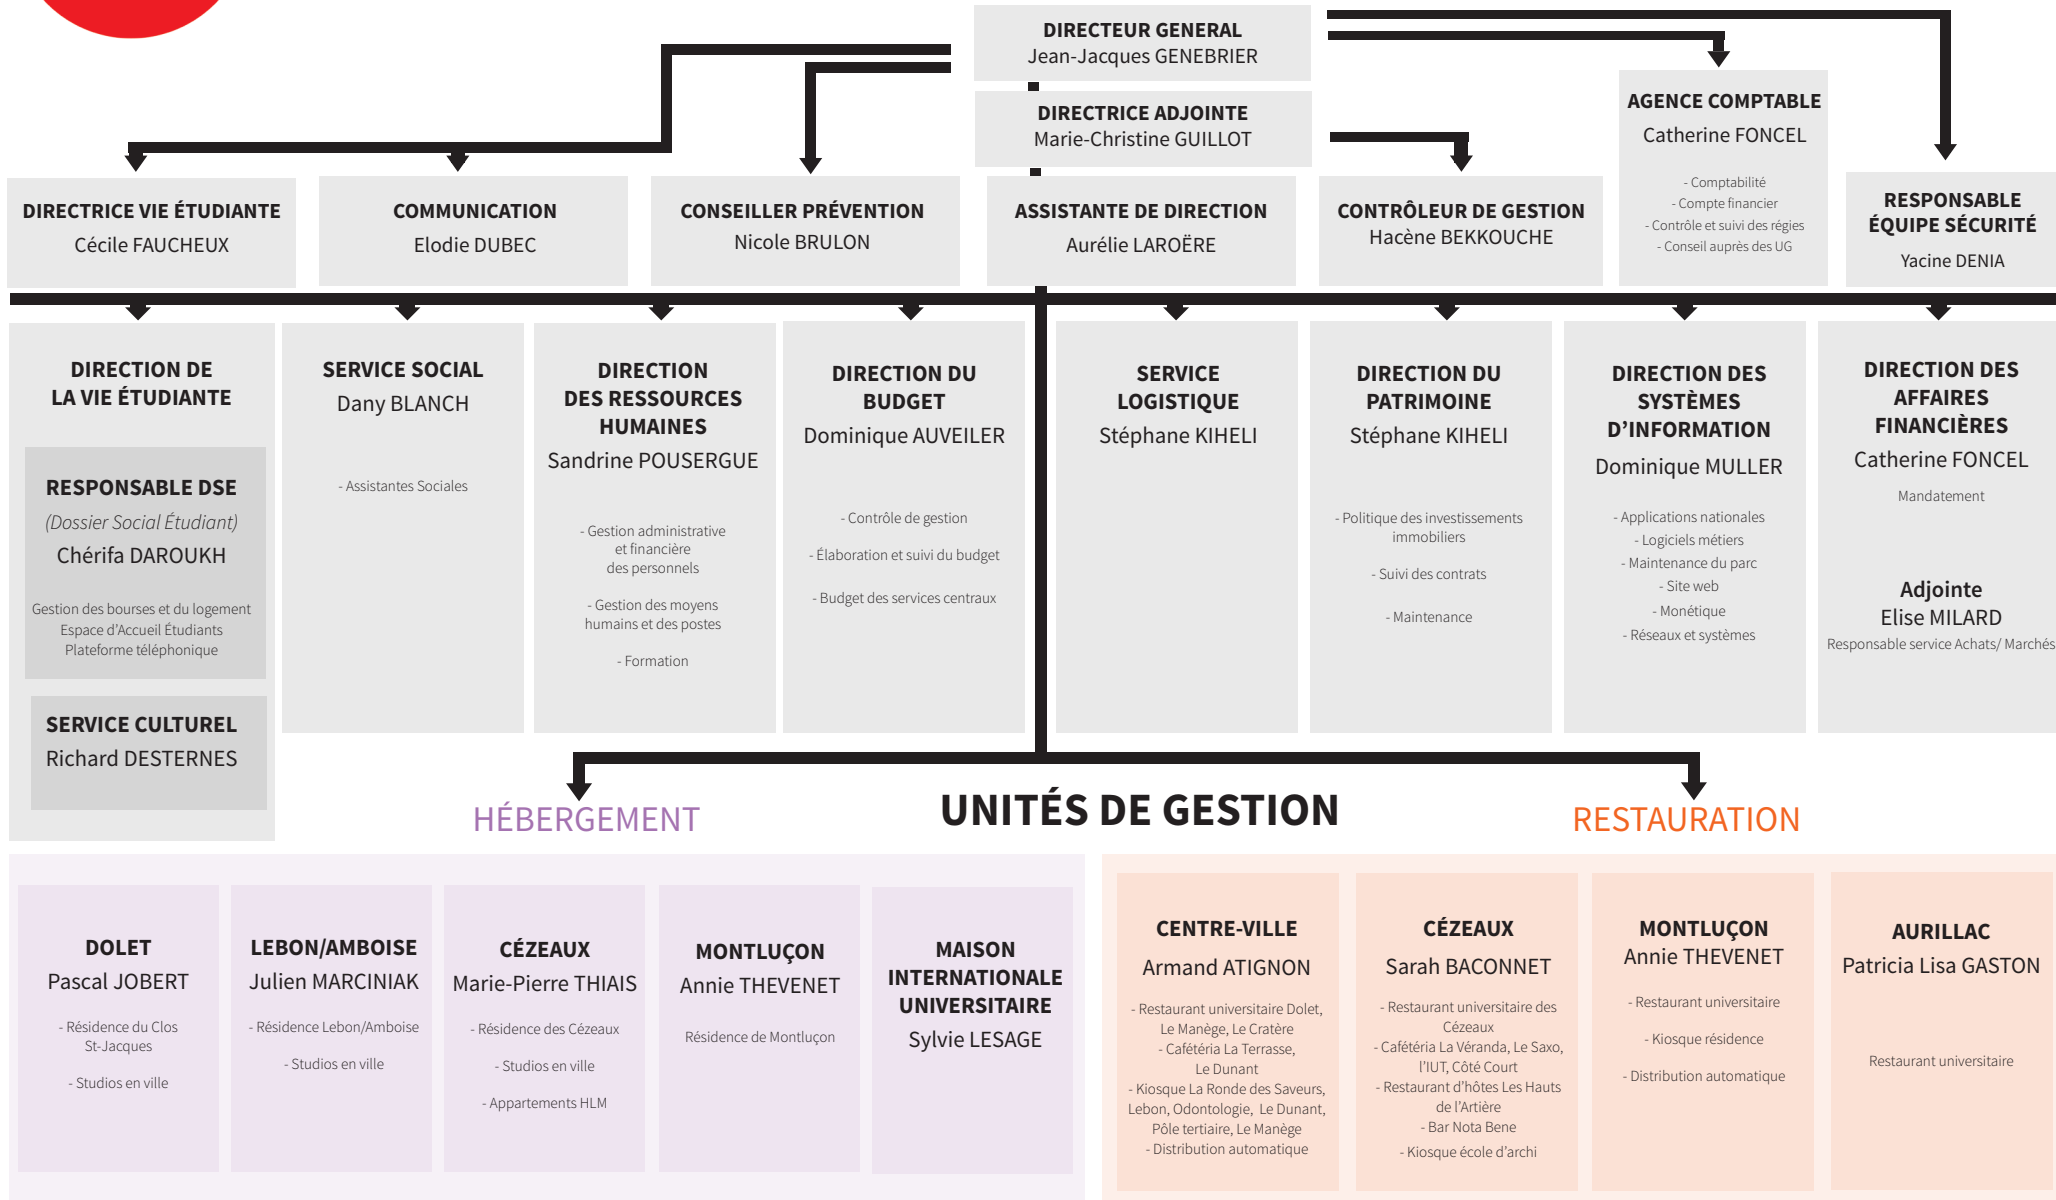 DIRECTEUR GENERAL
Jean-Jacques GENEBRIER
DIRECTRICE ADJOINTE
Marie-Christine GUILLOT
AGENCE COMPTABLE
Catherine FONCEL
- Comptabilité
- Compte financier
- Contrôle et suivi des régies
- Conseil auprès des UG
DIRECTRICE VIE ÉTUDIANTE
Cécile FAUCHEUX
COMMUNICATION
Elodie DUBEC
CONSEILLER PRÉVENTION
Nicole BRULON
ASSISTANTE DE DIRECTION
Aurélie LAROËRE
CONTRÔLEUR DE GESTION
Hacène BEKKOUCHE
RESPONSABLE
ÉQUIPE SÉCURITÉ
Yacine DENIA
DIRECTION DE
LA VIE ÉTUDIANTE
RESPONSABLE DSE
(Dossier Social Étudiant)
Chérifa DAROUKH
Gestion des bourses et du logement
Espace d'Accueil Étudiants
Plateforme téléphonique
SERVICE CULTUREL
Richard DESTERNES
SERVICE SOCIAL
Dany BLANCH
- Assistantes Sociales
DIRECTION
DES RESSOURCES
HUMAINES
Sandrine POUSERGUE
- Gestion administrative
et financière
des personnels
- Gestion des moyens
humains et des postes
- Formation
DIRECTION DU
BUDGET
Dominique AUVEILER
- Contrôle de gestion
- Élaboration et suivi du budget
- Budget des services centraux
SERVICE
LOGISTIQUE
Stéphane KIHELI
DIRECTION DU
PATRIMOINE
Stéphane KIHELI
- Politique des investissements
immobiliers
- Suivi des contrats
- Maintenance
DIRECTION DES
SYSTÈMES
D'INFORMATION
Dominique MULLER
- Applications nationales
- Logiciels métiers
- Maintenance du parc
- Site web
- Monétique
- Réseaux et systèmes
DIRECTION DES
AFFAIRES
FINANCIÈRES
Catherine FONCEL
Mandatement
Adjointe
Elise MILARD
Responsable service Achats/ Marchés
UNITÉS DE GESTION
HÉBERGEMENT
DOLET
Pascal JOBERT
- Résidence du Clos
St-Jacques
- Studios en ville
LEBON/AMBOISE
Julien MARCINIAK
- Résidence Lebon/Amboise
- Studios en ville
CÉZEAUX
Marie-Pierre THIAIS
- Résidence des Cézeaux
- Studios en ville
- Appartements HLM
MONTLUÇON
Annie THEVENET
Résidence de Montluçon
MAISON
INTERNATIONALE
UNIVERSITAIRE
Sylvie LESAGE
RESTAURATION
CENTRE-VILLE
Armand ATIGNON
- Restaurant universitaire Dolet,
Le Manège, Le Cratère
- Cafétéria La Terrasse,
Le Dunant
- Kiosque La Ronde des Saveurs,
Lebon, Odontologie, Le Dunant,
Pôle tertiaire, Le Manège
- Distribution automatique
CÉZEAUX
Sarah BACONNET
- Restaurant universitaire des
Cézeaux
- Cafétéria La Véranda, Le Saxo,
l'IUT, Côté Court
- Restaurant d'hôtes Les Hauts
de l'Artière
- Bar Nota Bene
- Kiosque école d'archi
MONTLUÇON
Annie THEVENET
- Restaurant universitaire
- Kiosque résidence
- Distribution automatique
AURILLAC
Patricia Lisa GASTON
Restaurant universitaire